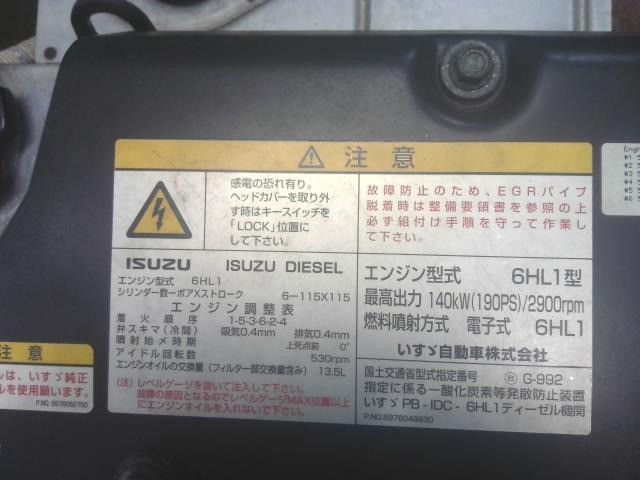 注意
感電の恐れ有り。
ヘッドカバーを取り外
す時はキースイッチを
「LOCK」位置に
して下さい。
故障防止のため、EGRパイプ
脱着時は整備要領書を参照の上
必ず組付け手順を守って作業し
て下さい。
ISUZU ISUZU DIESEL
エンジン型式 6HL1
シリンダー数ーボアXストローク 6-115X115
エンジン調整表
着火順序 1-5-3-6-2-4
弁スキマ(冷間) 吸気0.4mm 排気0.4mm
噴射始メ時期 上死点前 0°
アイドル回転数 530rpm
エンジンオイルの交換量(フィルター部交換量含み) 13.5L
(注)レベルゲージを抜いて注入して下さい。
故障の原因となるのでレベルゲージMAX位置以上
にエンジンオイルを入れないで下さい。
エンジン型式 6HL1型
最高出力 140kW(190PS)/2900rpm
燃料噴射方式 電子式 6HL1
いすゞ自動車株式会社
国土交通省型式指定番号 G-992
指定に係る一酸化炭素等発散防止装置
いすゞPB-IDC-6HL1ディーゼル機関
P.NO.8976048830
注意
ルは、いすゞ純正
ルを使用願います。
P.NO.8976062750
#1
#2
#3
#4
#5
#6